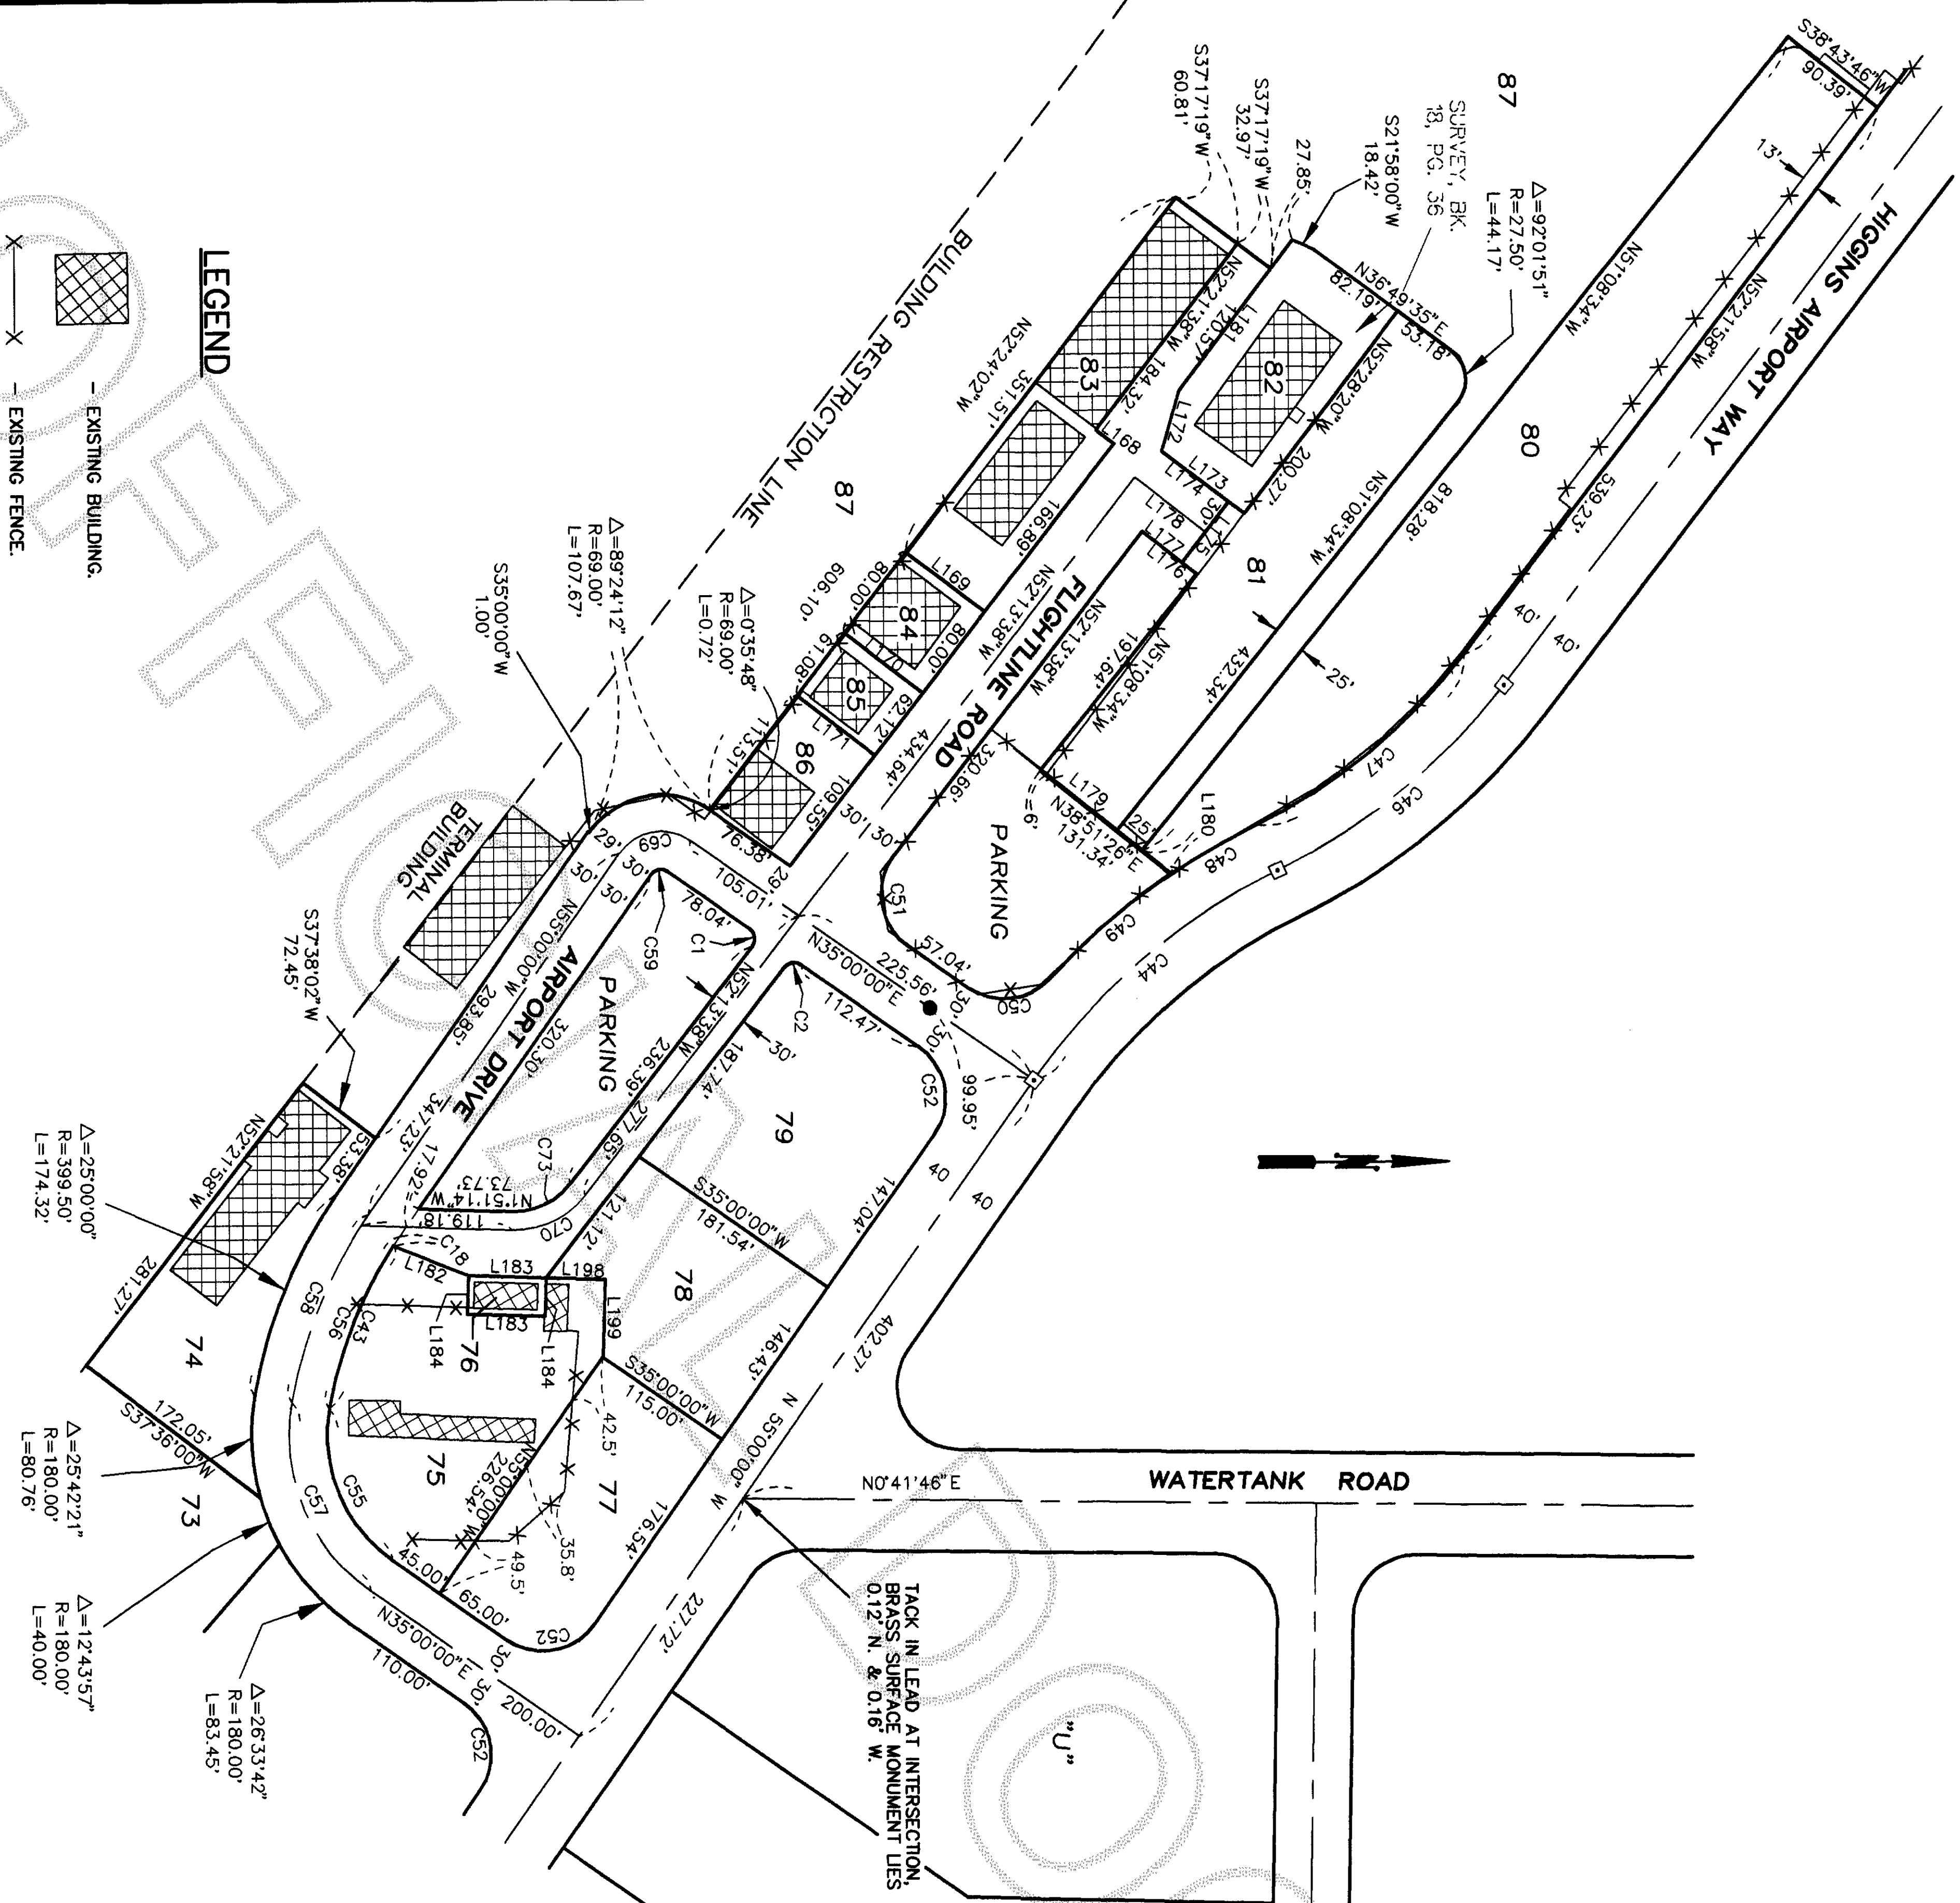 S38°43'46"W
90.39'
13'
HIGGINS AIRPORT WAY
N51°08'34"W
N52°21'58"W
539.23'
818.28'
87
SURVEY, BK.
18, PG. 36
Δ=92°01'51"
R=27.50'
L=44.17'
S21°58'00"W
18.42'
27.85'
S37°17'19"W
32.97'
S37°17'19"W
60.81'
N36°49'35"E
82.19'
53.18'
80
N52°28'20"W
200.27'
N51°08'34"W
432.34'
25'
40'
40'
C47
C46
C48
C44
C49
L180
82
L181
120.57'
N52°21'38"W
184.32'
L172
L173
L174
30'
L175
L176
L177
L178
L168
83
N52°24'02"W
351.51'
166.89'
81
N52°13'38"W
FLIGHTLINE ROAD
N52°13'38"W
197.64'
N51°08'34"W
320.66'
434.64'
L179
=6'
N38°51'26"E
131.34'
25'
PARKING
BUILDING RESTRICTION LINE
87
L169
80.00'
84
80.00'
606.10'
L170
61.08'
85
62.12'
L171
113.51'
86
109.55'
30'
30'
76.38'
29'
C51
57.04'
C50
225.56'
N35°00'00"E
30'
30'
99.95'
Δ=89°24'12"
R=69.00'
L=107.67'
Δ=0°35'48"
R=69.00'
L=0.72'
S35°00'00"W
1.00'
LEGEND
- EXISTING BUILDING.
- EXISTING FENCE.
TERMINAL
BUILDING
29'
30'
30'
30'
C69
105.01'
78.04'
C59
C1
C2
112.47'
C52
N55°00'00"W
AIRPORT DRIVE
293.85'
320.30'
PARKING
N52°13'38"W
236.39'
277.65'
187.74'
30'
79
347.23'
17.92'=
C73
N1°51'14"W
73.73'
119.18'
C70
121.12'
S35°00'00"W
181.54'
147.04'
40
40
S37°38'02"W
72.45'
53.38'
N52°21'58"W
281.27'
74
Δ=25°00'00"
R=399.50'
L=174.32'
=C18
L182
L183
L198
L199
L183
L184
L184
76
C43
C56
C58
78
146.43'
402.27'
S35°00'00"W
115.00'
N 55°00'00" W
42.5'
35.8'
49.5'
N55°00'00"W
226.54'
75
77
176.54'
C55
C57
45.00'
65.00'
C52
172.05'
S37°36'00"W
73
Δ=25°42'21"
R=180.00'
L=80.76'
Δ=12°43'57"
R=180.00'
L=40.00'
Δ=26°33'42"
R=180.00'
L=83.45'
N35°00'00"E
110.00'
30'
30'
200.00'
C52
227.72'
N0°41'46"E
WATERTANK ROAD
TACK IN LEAD AT INTERSECTION,
BRASS SURFACE MONUMENT LIES
0.12' N. & 0.16' W.
"U"
N